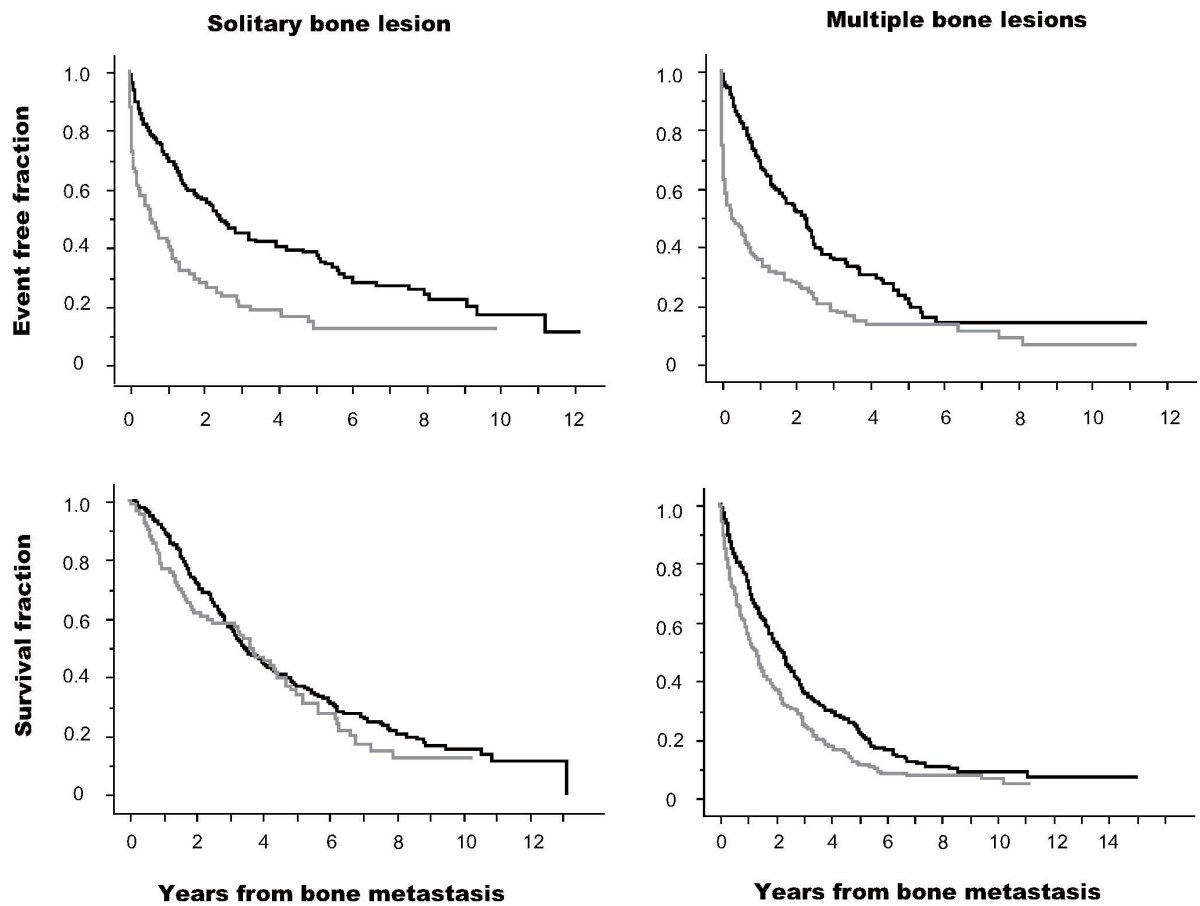 Solitary bone lesion
Multiple bone lesions
Event free fraction
1.0
0.8
0.6
0.4
0.2
0
0 2 4 6 8 10 12
1.0
0.8
0.6
0.4
0.2
0
0 2 4 6 8 10 12
Survival fraction
1.0
0.8
0.6
0.4
0.2
0
0 2 4 6 8 10 12
1.0
0.8
0.6
0.4
0.2
0
0 2 4 6 8 10 12 14
Years from bone metastasis
Years from bone metastasis